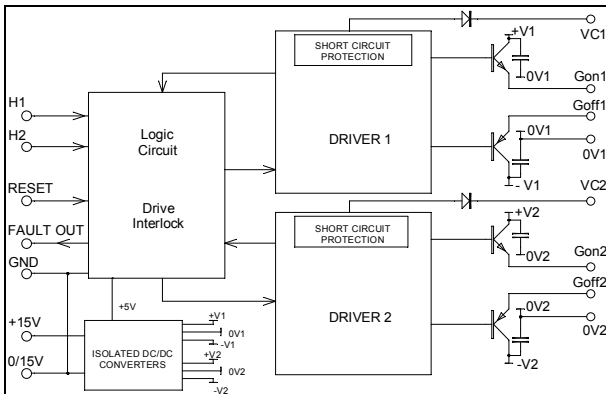 SHORT CIRCUIT
PROTECTION
+V1
VC1
0V1
Gon1
H1
H2
Logic
Circuit
DRIVER 1
Goff1
0V1
0V1
- V1
VC2
RESET
Drive
Interlock
FAULT OUT
GND
SHORT CIRCUIT
PROTECTION
+V2
0V2
Gon2
Goff2
+5V
+15V
0/15V
ISOLATED DC/DC
CONVERTERS
+V1
0V1
-V1
+V2
0V2
-V2
DRIVER 2
0V2
0V2
-V2